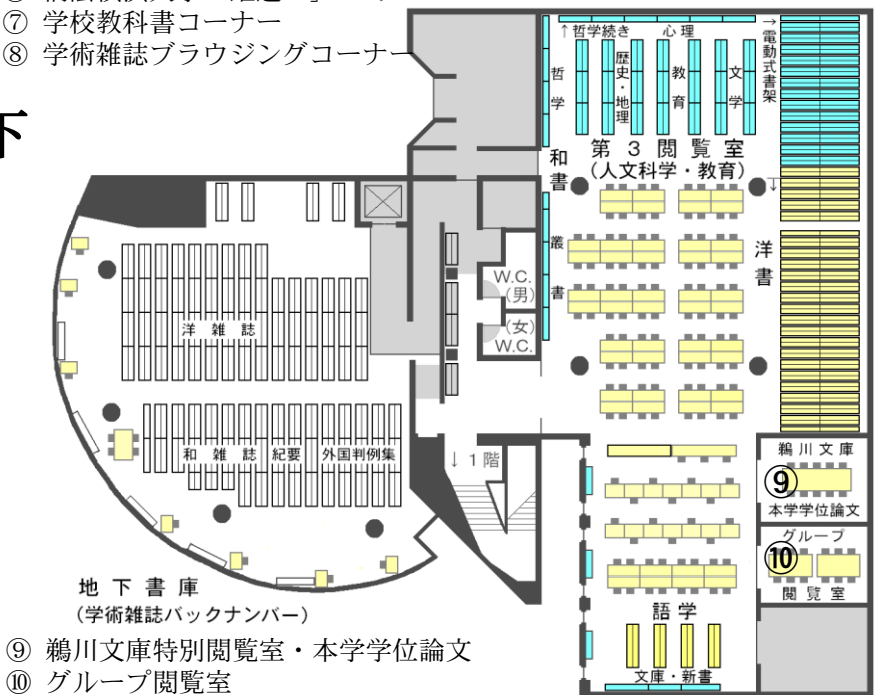 ⑦ 学校教科書コーナー
⑧ 学術雑誌ブラウジングコーナー
下
↑哲学続き 心理
→電動式書架
哲学
歴史・地理
教育
文学
和書
第3閲覧室
(人文科学・教育)
叢書
洋書
W.C.
(男)
(女)
W.C.
洋雑誌
和雑誌 紀要 外国判例集
↓1階
鵜川文庫
⑨
本学学位論文
グループ
⑩
閲覧室
語学
文庫・新書
地下書庫
(学術雑誌バックナンバー)
⑨ 鵜川文庫特別閲覧室・本学学位論文
⑩ グループ閲覧室